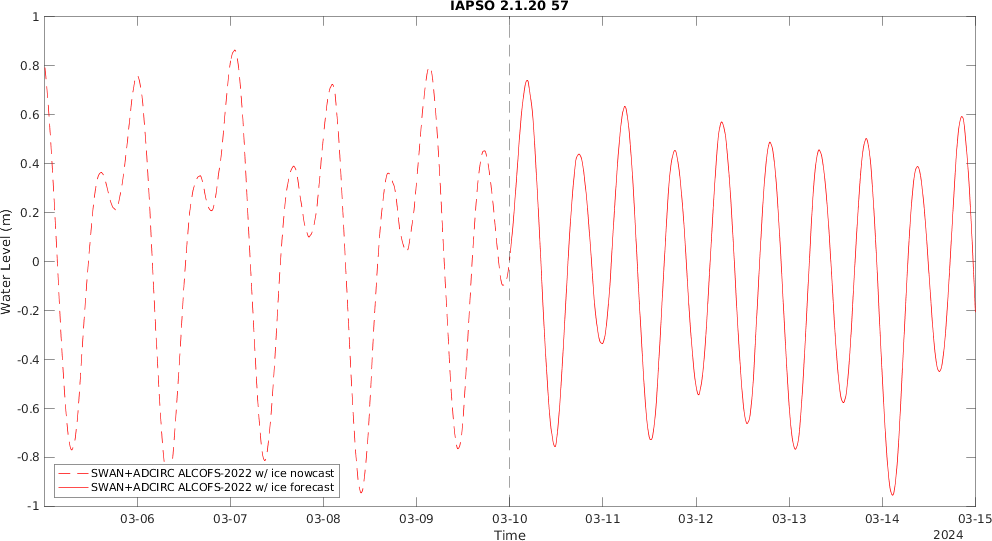 IAPSO 2.1.20 57
1
0.8
0.6
0.4
0.2
0
-0.2
-0.4
-0.6
-0.8
-1
Water Level (m)
SWAN+ADCIRC ALCOFS-2022 w/ ice nowcast
SWAN+ADCIRC ALCOFS-2022 w/ ice forecast
03-06 03-07 03-08 03-09 03-10 03-11 03-12 03-13 03-14 03-15
Time
2024